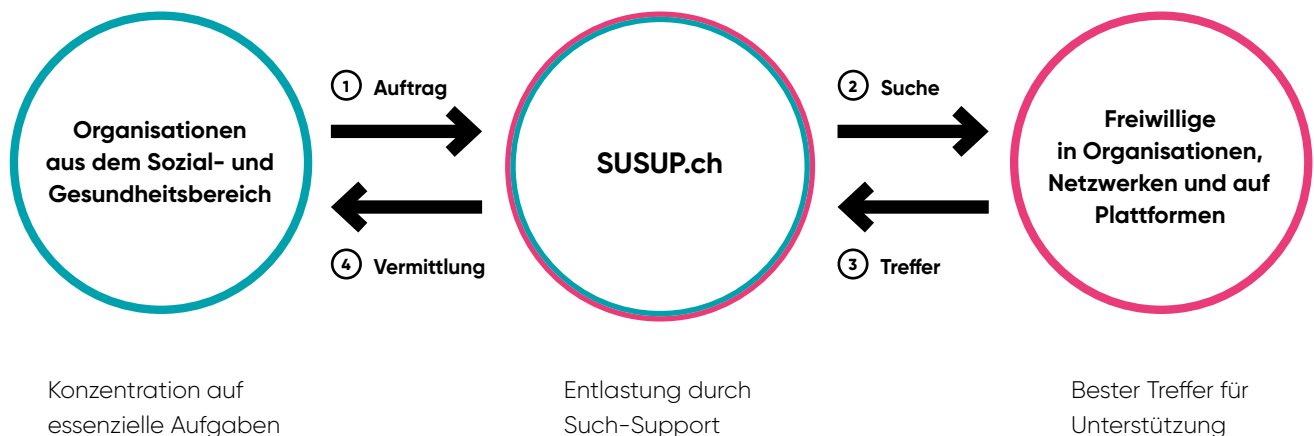 Organisationen
aus dem Sozial- und
Gesundheitsbereich
1 Auftrag
4 Vermittlung
SUSUP.ch
2 Suche
3 Treffer
Freiwillige
in Organisationen,
Netzwerken und auf
Plattformen
Konzentration auf
essenzielle Aufgaben
Entlastung durch
Such-Support
Bester Treffer für
Unterstützung